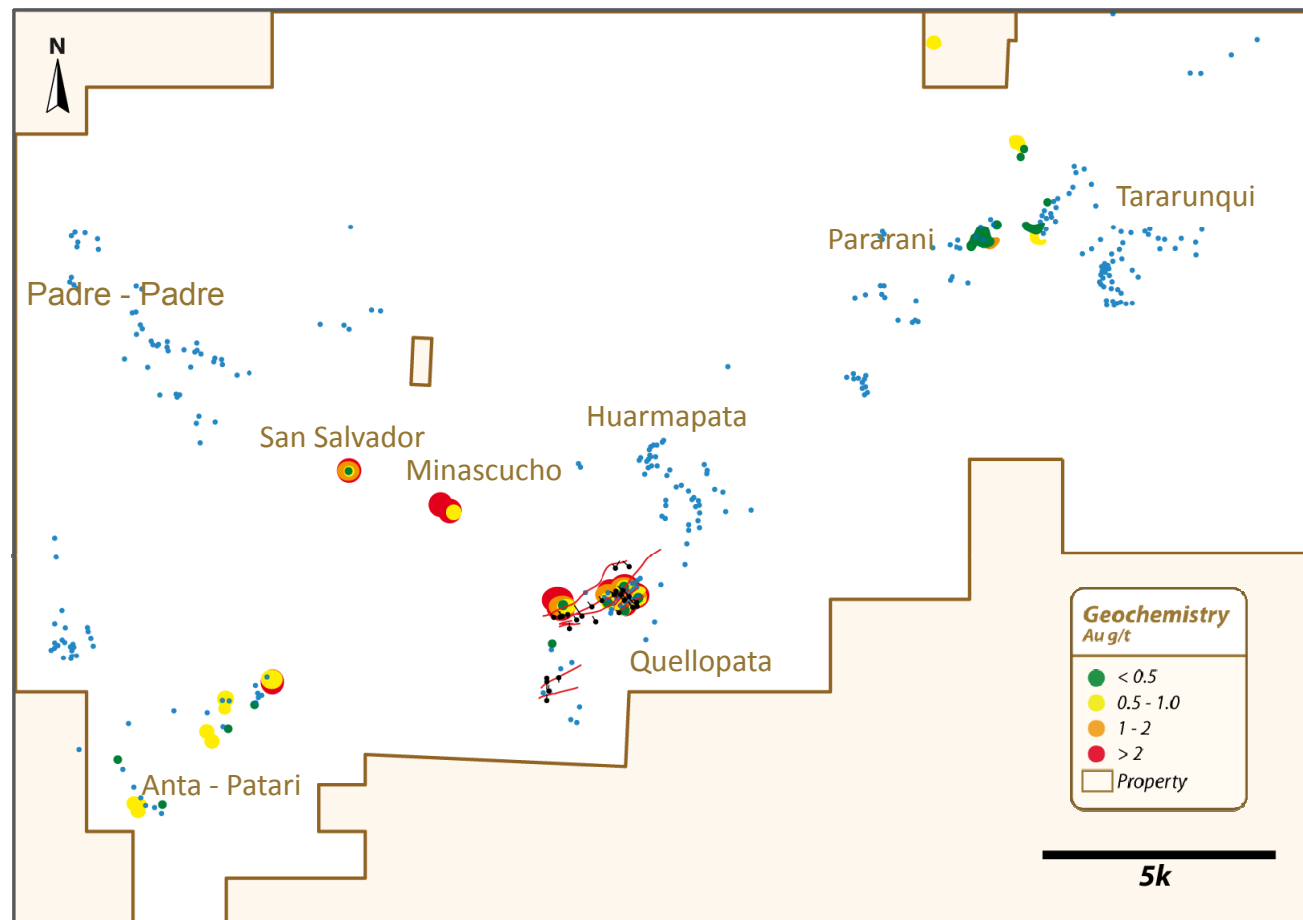 N
Tararunqui
Pararani
Padre - Padre
Huarmapata
San Salvador
Minascucho
Quellopata
Anta - Patari
Geochemistry
Au g/t
< 0.5
0.5 - 1.0
1 - 2
> 2
Property
5k